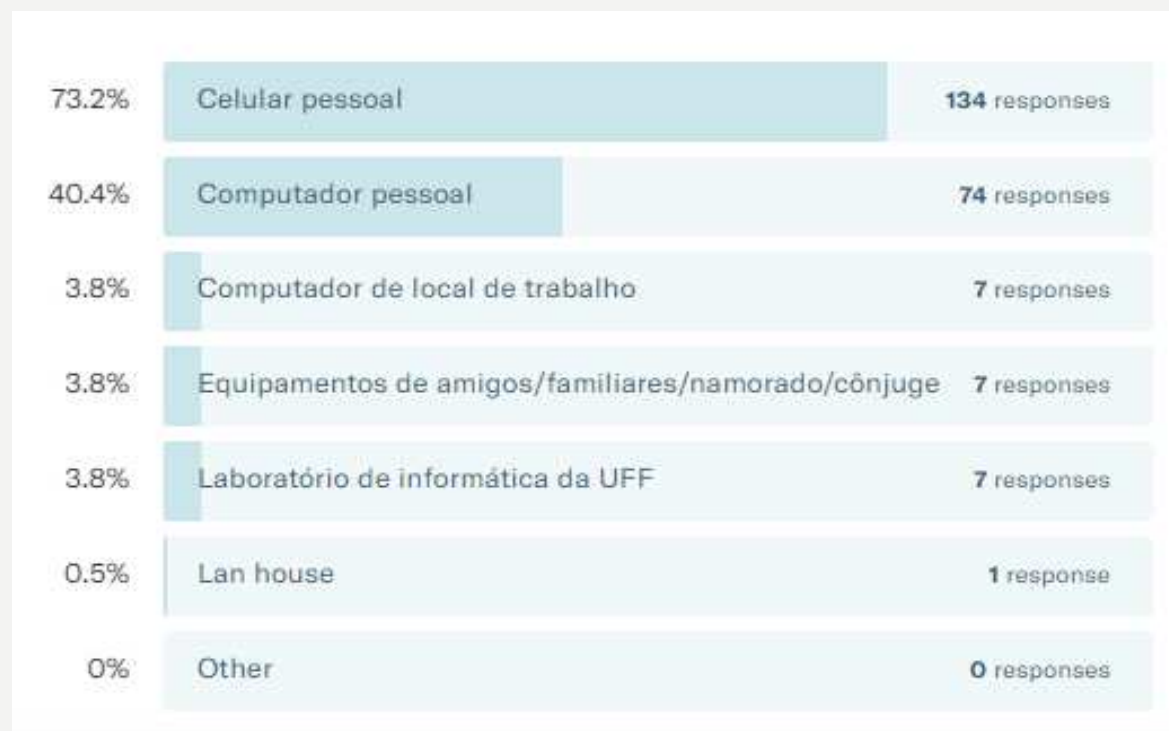 73.2% Celular pessoal 134 responses
40.4% Computador pessoal 74 responses
3.8% Computador de local de trabalho 7 responses
3.8% Equipamentos de amigos/familiares/namorado/cônjuge 7 responses
3.8% Laboratório de informática da UFF 7 responses
0.5% Lan house 1 response
0% Other 0 responses